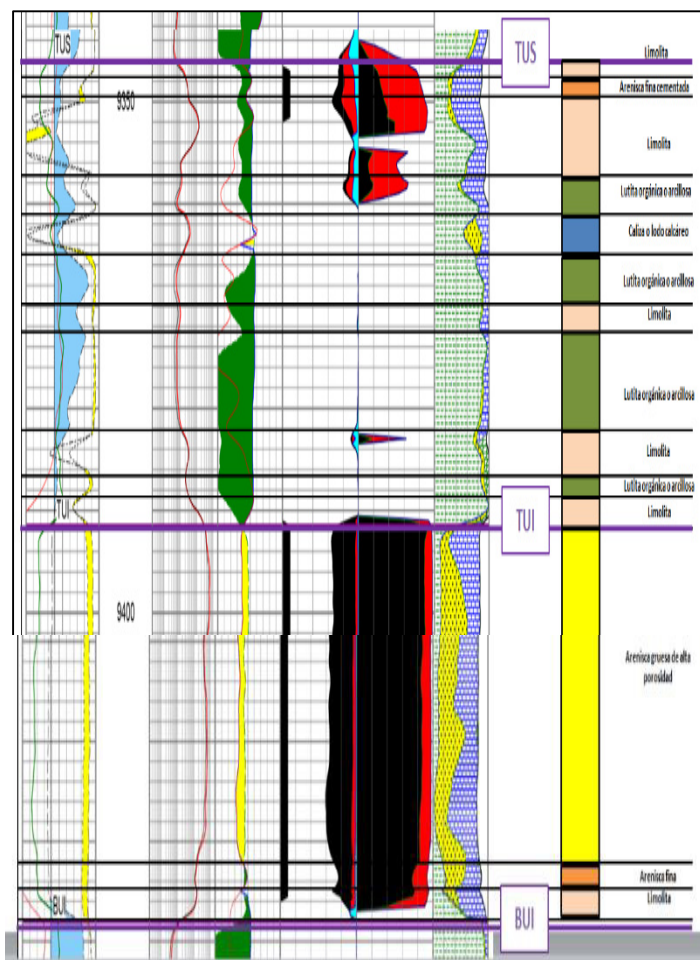 TUS
TUS
Limolita
Arenisca fina cementada
9350
Limolita
Lutita orgánica o arcillosa
Caliza o lodo calcáreo
Lutita orgánica o arcillosa
Limolita
Lutita orgánica o arcillosa
Limolita
Lutita orgánica o arcillosa
TUI
TUI
Limolita
9400
Arenisca gruesa de alta
porosidad
Arenisca fina
Limolita
BUI
BUI